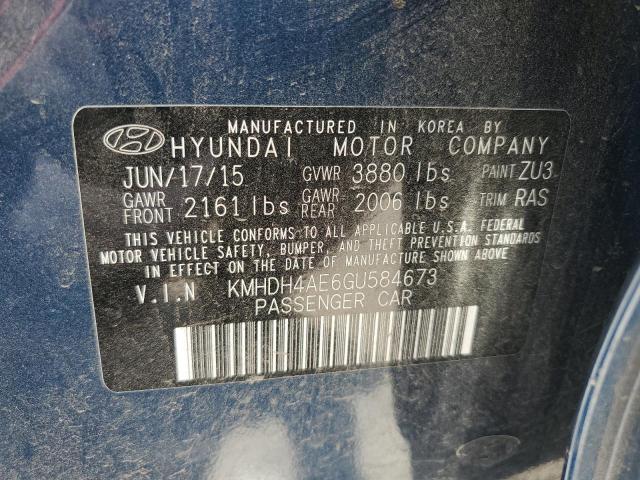 MANUFACTURED IN KOREA BY
HYUNDAI MOTOR COMPANY
JUN/17/15 GVWR 3880 lbs PAINT ZU3
GAWR FRONT 2161 lbs GAWR REAR 2006 lbs TRIM RAS
THIS VEHICLE CONFORMS TO ALL APPLICABLE U.S.A. FEDERAL
MOTOR VEHICLE SAFETY, BUMPER, AND THEFT PREVENTION STANDARDS
IN EFFECT ON THE DATE OF MANUFACTURE SHOWN ABOVE.
V.I.N KMHDH4AE6GU584673
PASSENGER CAR